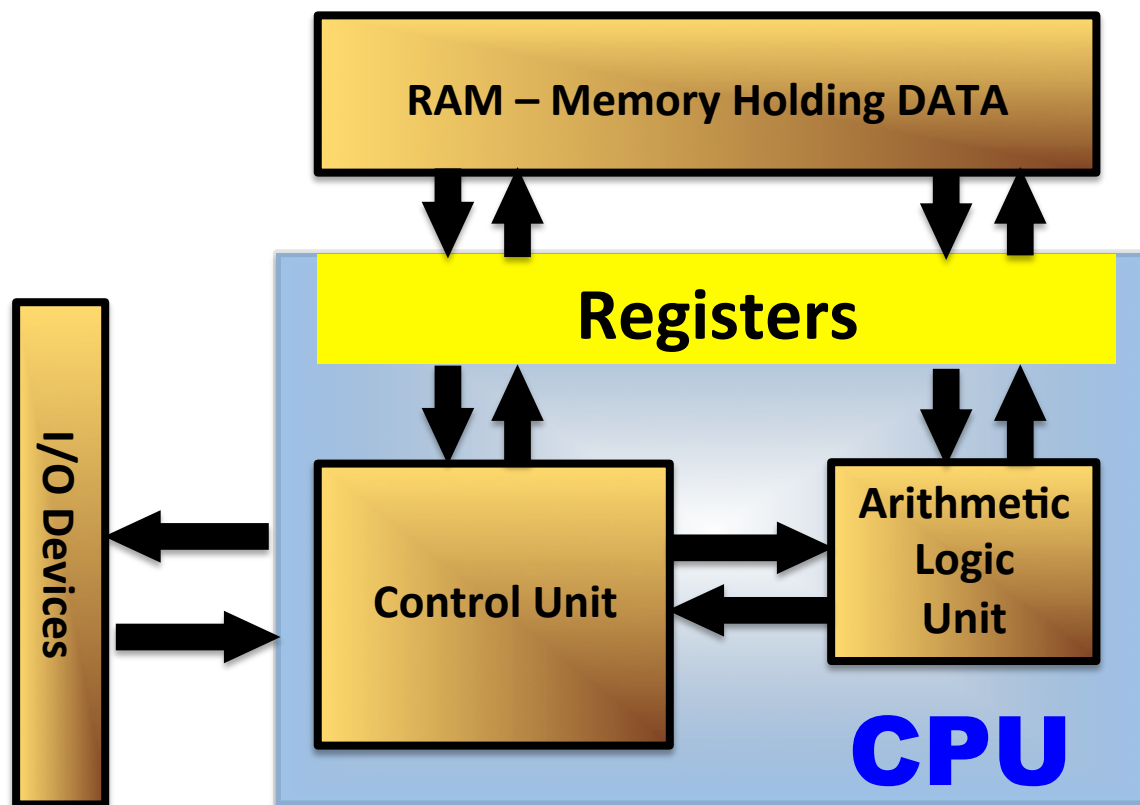 RAM – Memory Holding DATA
Registers
I/O Devices
Control Unit
Arithmetic
Logic
Unit
CPU